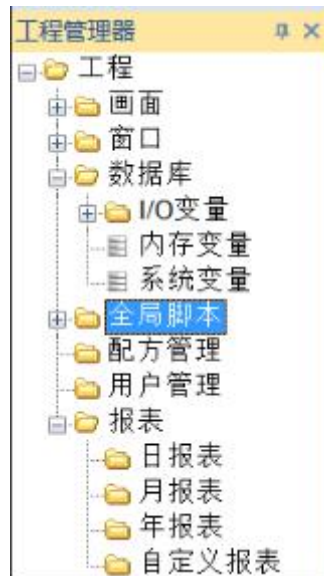 工程管理器
工程
画面
窗口
数据库
I/O变量
内存变量
系统变量
全局脚本
配方管理
用户管理
报表
日报表
月报表
年报表
自定义报表